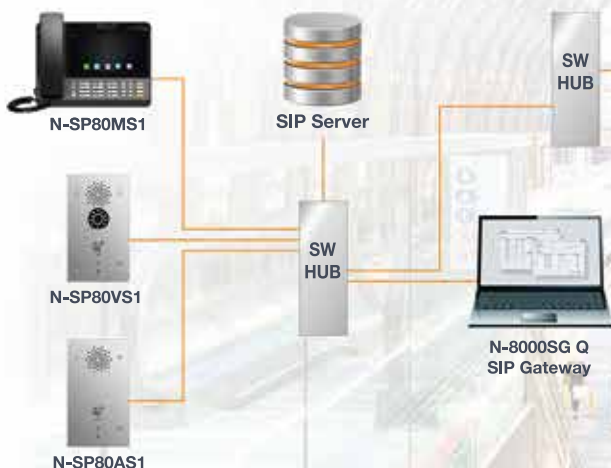 N-SP80MS1
SIP Server
SW
HUB
N-SP80VS1
SW
HUB
N-8000SG Q
SIP Gateway
N-SP80AS1